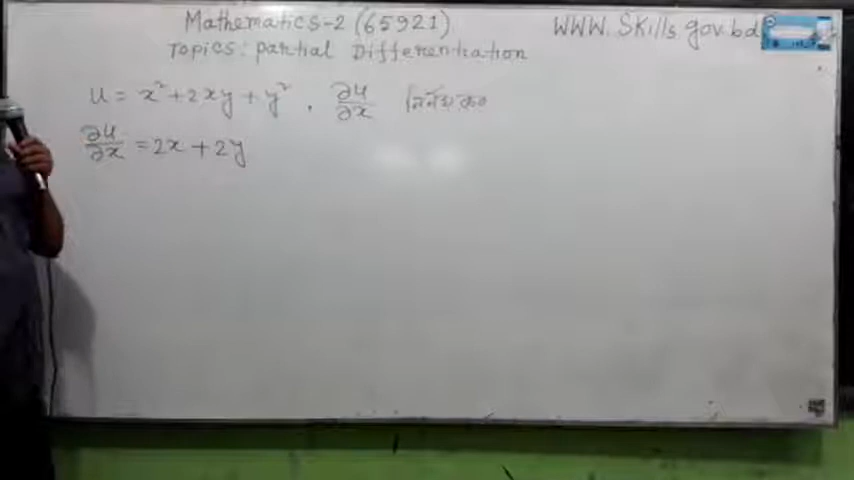 Mathematics-2 (65921)
WWW.Skills.gov.bd
Topics: partial Differentiation
u = x² + 2xy + y² . ∂u/∂x নির্ণয় কর
∂u/∂x = 2x + 2y